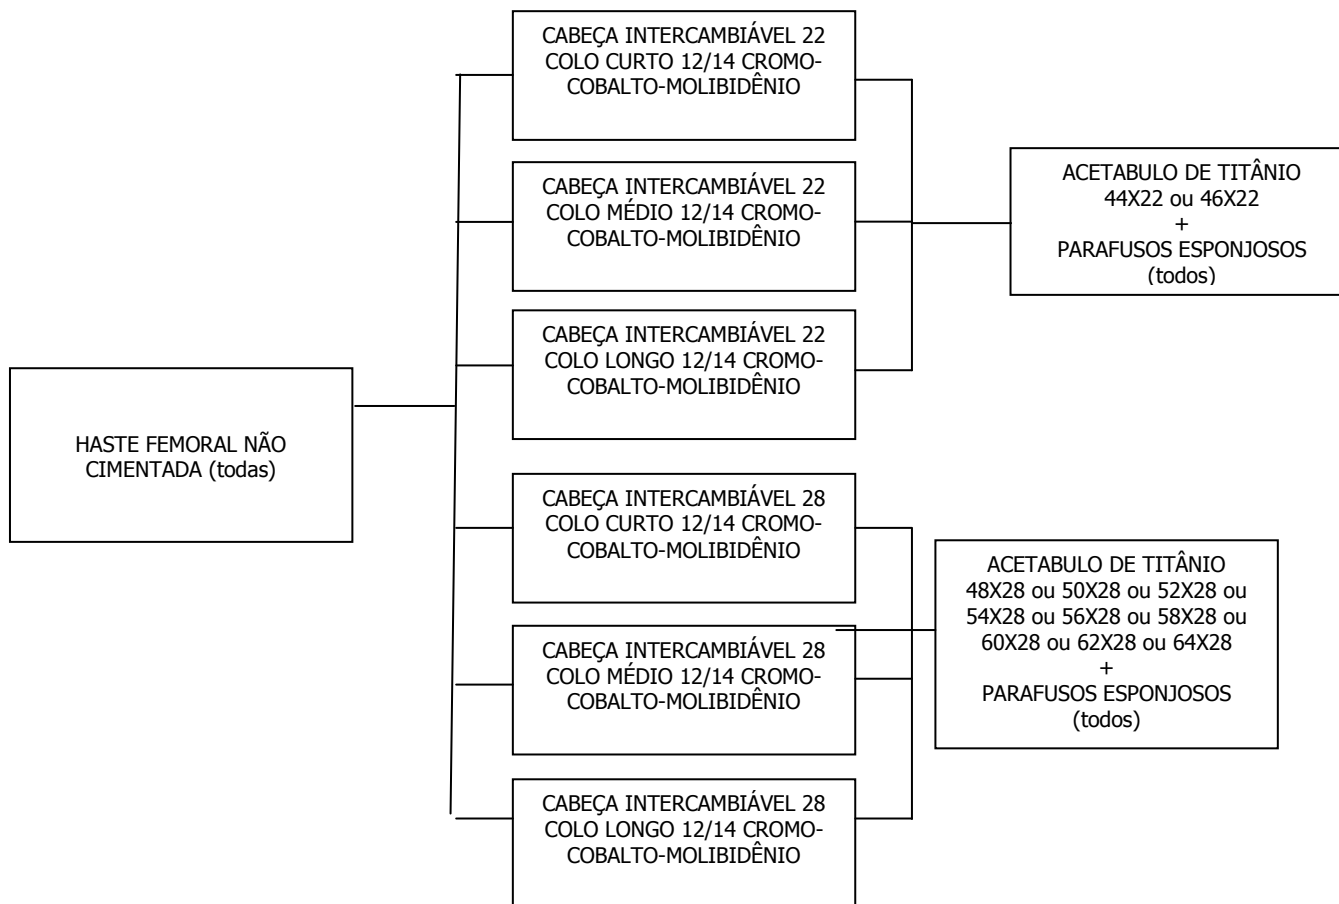 HASTE FEMORAL NÃO
CIMENTADA (todas)
CABEÇA INTERCAMBIÁVEL 22
COLO CURTO 12/14 CROMO-
COBALTO-MOLIBIDÊNIO
CABEÇA INTERCAMBIÁVEL 22
COLO MÉDIO 12/14 CROMO-
COBALTO-MOLIBIDÊNIO
CABEÇA INTERCAMBIÁVEL 22
COLO LONGO 12/14 CROMO-
COBALTO-MOLIBIDÊNIO
CABEÇA INTERCAMBIÁVEL 28
COLO CURTO 12/14 CROMO-
COBALTO-MOLIBIDÊNIO
CABEÇA INTERCAMBIÁVEL 28
COLO MÉDIO 12/14 CROMO-
COBALTO-MOLIBIDÊNIO
CABEÇA INTERCAMBIÁVEL 28
COLO LONGO 12/14 CROMO-
COBALTO-MOLIBIDÊNIO
ACETABULO DE TITÂNIO
44X22 ou 46X22
+
PARAFUSOS ESPONJOSOS
(todos)
ACETABULO DE TITÂNIO
48X28 ou 50X28 ou 52X28 ou
54X28 ou 56X28 ou 58X28 ou
60X28 ou 62X28 ou 64X28
+
PARAFUSOS ESPONJOSOS
(todos)